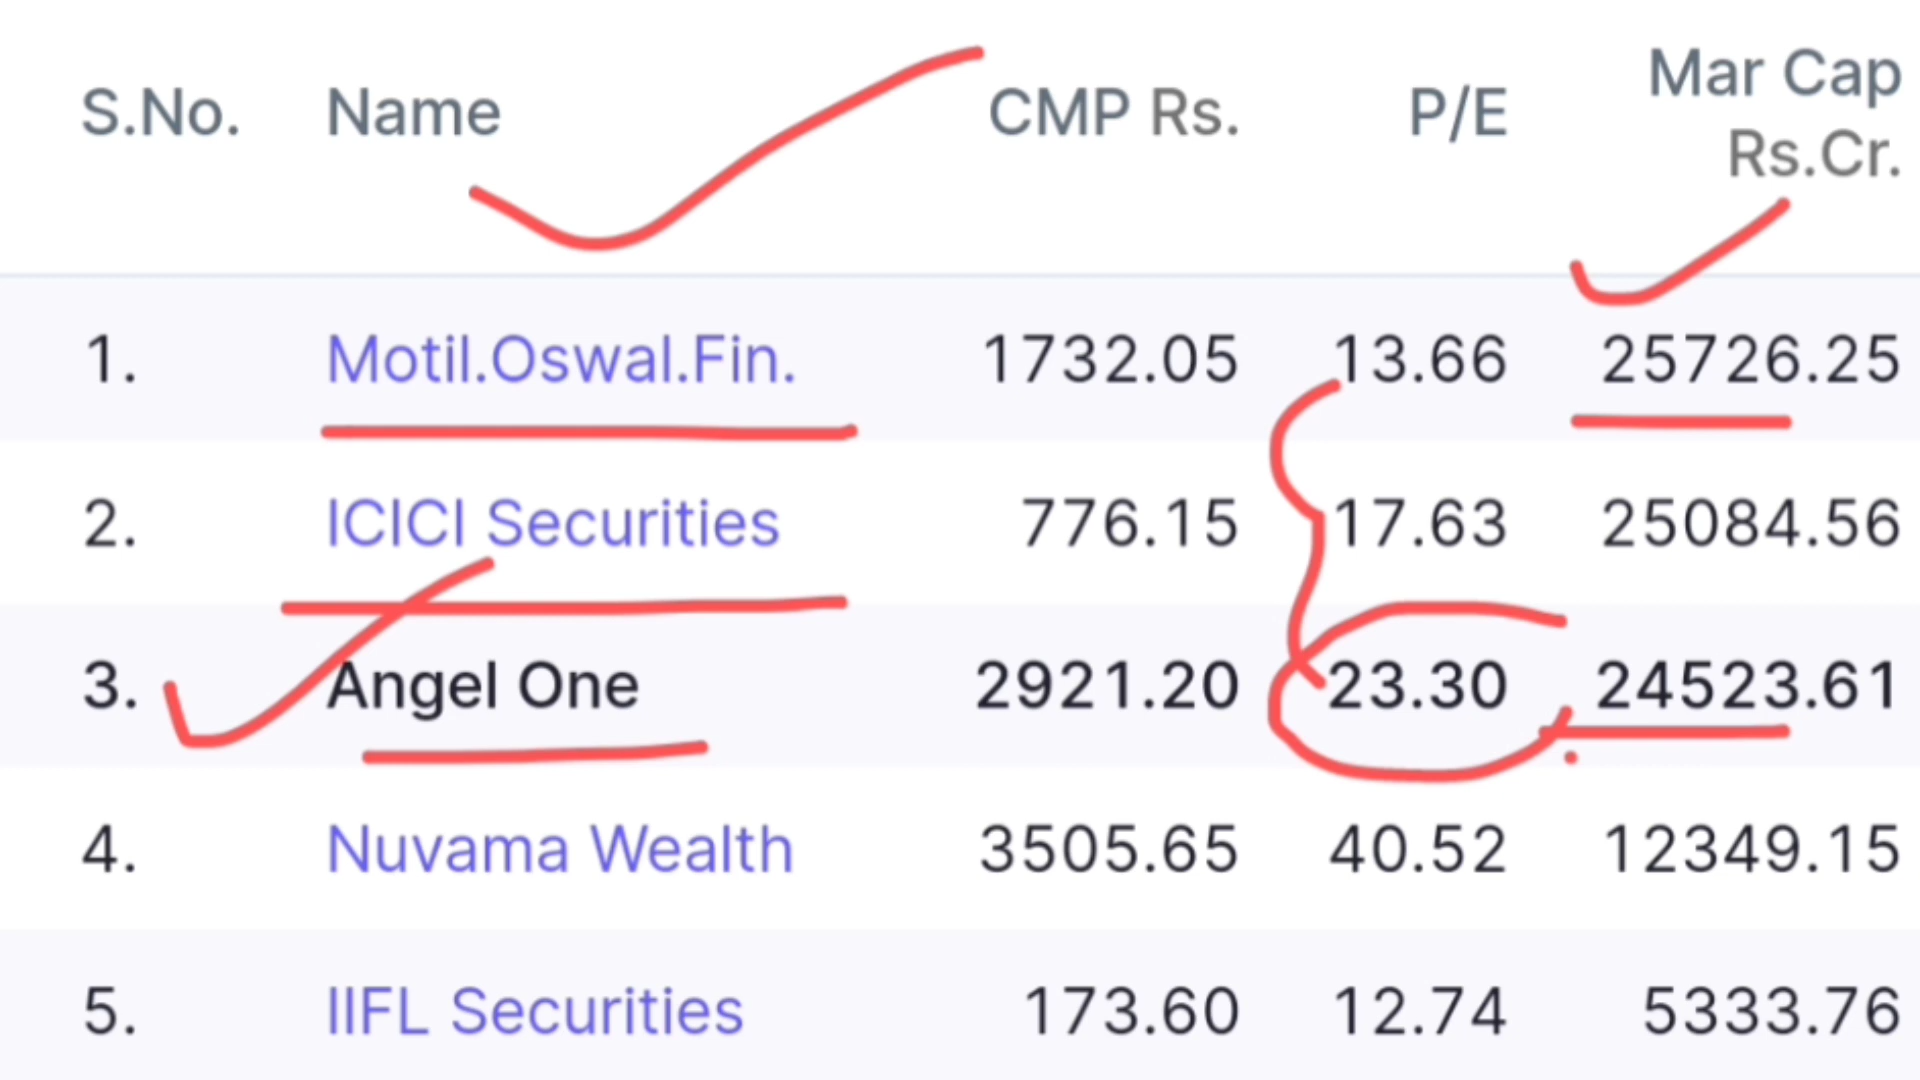 S.No. Name CMP Rs. P/E Mar Cap Rs.Cr.
1. Motil.Oswal.Fin. 1732.05 13.66 25726.25
2. ICICI Securities 776.15 17.63 25084.56
3. Angel One 2921.20 23.30 24523.61
4. Nuvama Wealth 3505.65 40.52 12349.15
5. IIFL Securities 173.60 12.74 5333.76